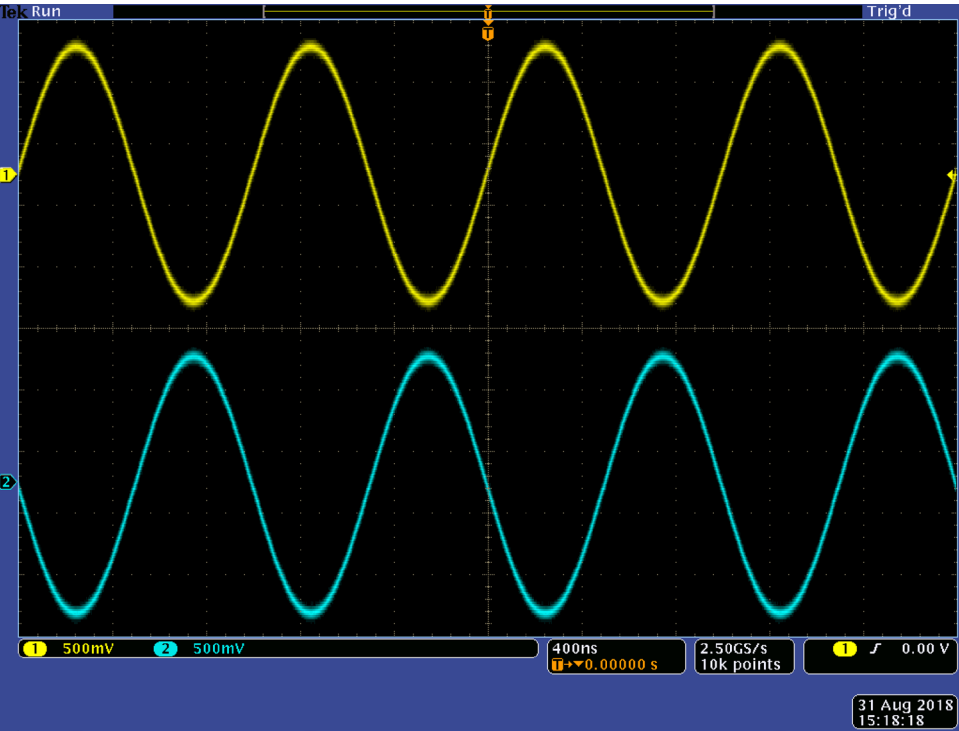 Tek Run Trig'd
T
T
1
2
1 500mV 2 500mV
400ns
T→▼0.00000 s
2.50GS/s
10k points
1 ƒ 0.00 V
31 Aug 2018
15:18:18